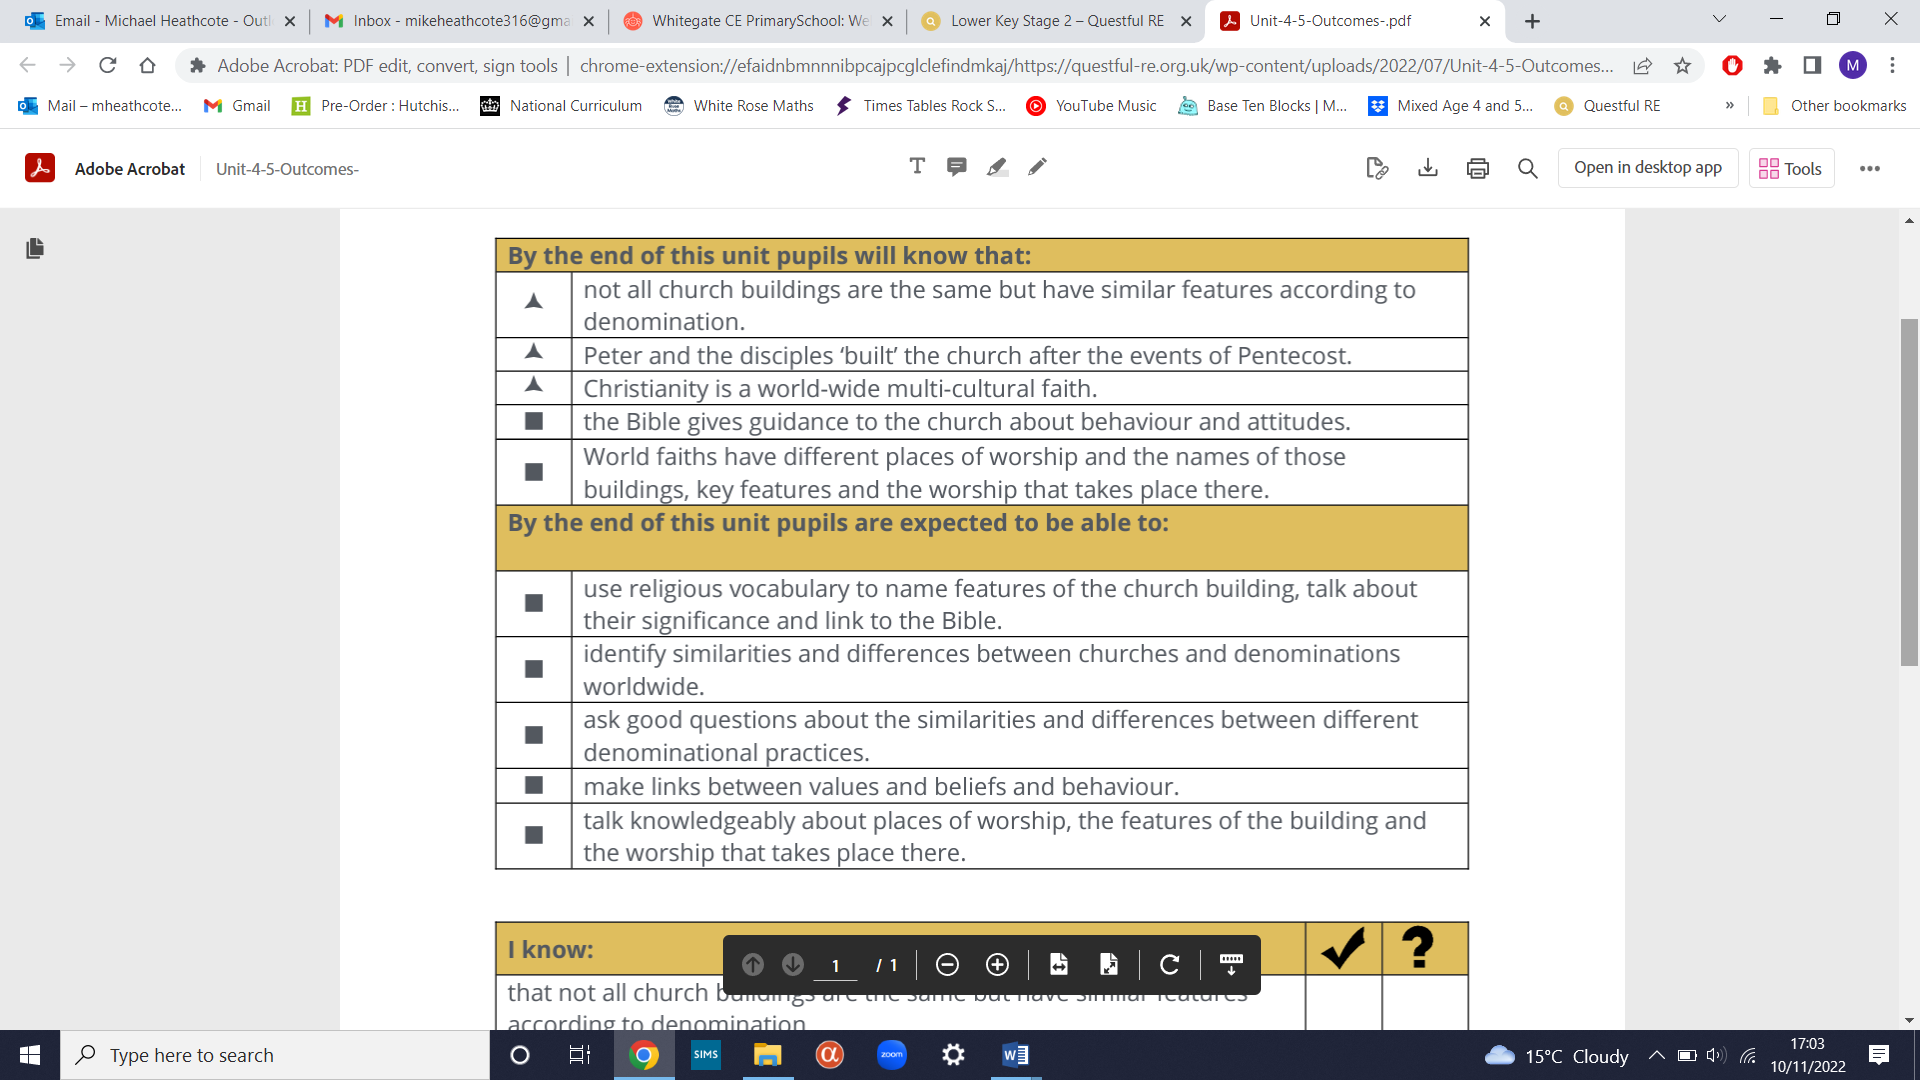 Email - Michael Heathcote - Outl
Inbox - mikeheathcote316@gma
Whitegate CE PrimarySchool: We
Lower Key Stage 2 – Questful RE
Unit-4-5-Outcomes-.pdf
Adobe Acrobat: PDF edit, convert, sign tools | chrome-extension://efaidnbmnnnibpcajpcglclefindmkaj/https://questful-re.org.uk/wp-content/uploads/2022/07/Unit-4-5-Outcomes...
M
Mail – mheathcote...
Gmail
H Pre-Order : Hutchis...
National Curriculum
White Rose Maths
Times Tables Rock S...
YouTube Music
Base Ten Blocks | M...
Mixed Age 4 and 5...
Questful RE
»
Other bookmarks
Adobe Acrobat
Unit-4-5-Outcomes-
Open in desktop app
Tools
By the end of this unit pupils will know that:
not all church buildings are the same but have similar features according to
denomination.
Peter and the disciples ‘built’ the church after the events of Pentecost.
Christianity is a world-wide multi-cultural faith.
the Bible gives guidance to the church about behaviour and attitudes.
World faiths have different places of worship and the names of those
buildings, key features and the worship that takes place there.
By the end of this unit pupils are expected to be able to:
use religious vocabulary to name features of the church building, talk about
their significance and link to the Bible.
identify similarities and differences between churches and denominations
worldwide.
ask good questions about the similarities and differences between different
denominational practices.
make links between values and beliefs and behaviour.
talk knowledgeably about places of worship, the features of the building and
the worship that takes place there.
I know:
?
1 / 1
that not all church buildings are the same but have similar features
according to denomination
Type here to search
SIMS
zoom
15°C Cloudy
17:03
10/11/2022